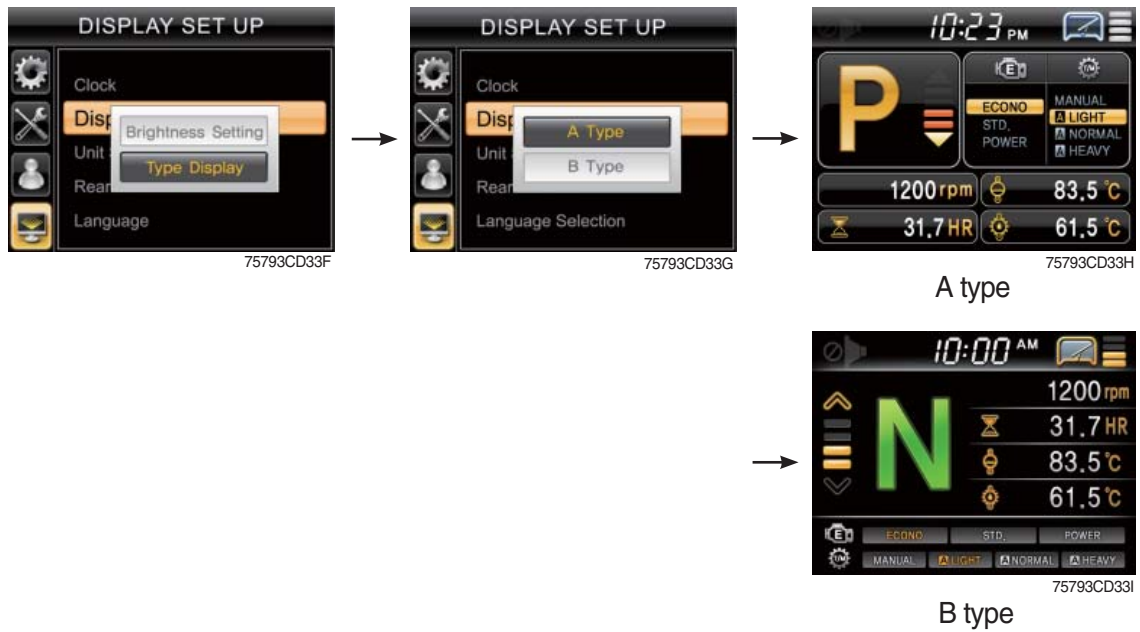 DISPLAY SET UP
Clock
Disp
Brightness Setting
Unit
Type Display
Rear
Language
75793CD33F
DISPLAY SET UP
Clock
Disp
A Type
Unit
B Type
Rear
Language Selection
75793CD33G
10:23 PM
P
E
T/M
ECONO
STD.
POWER
MANUAL
A LIGHT
A NORMAL
A HEAVY
1200 rpm
83.5 °C
31.7 HR
61.5 °C
75793CD33H
A type
10:00 AM
N
1200 rpm
31.7 HR
83.5 °C
61.5 °C
E
ECONO STD. POWER
T/M
MANUAL A LIGHT A NORMAL A HEAVY
75793CD33I
B type